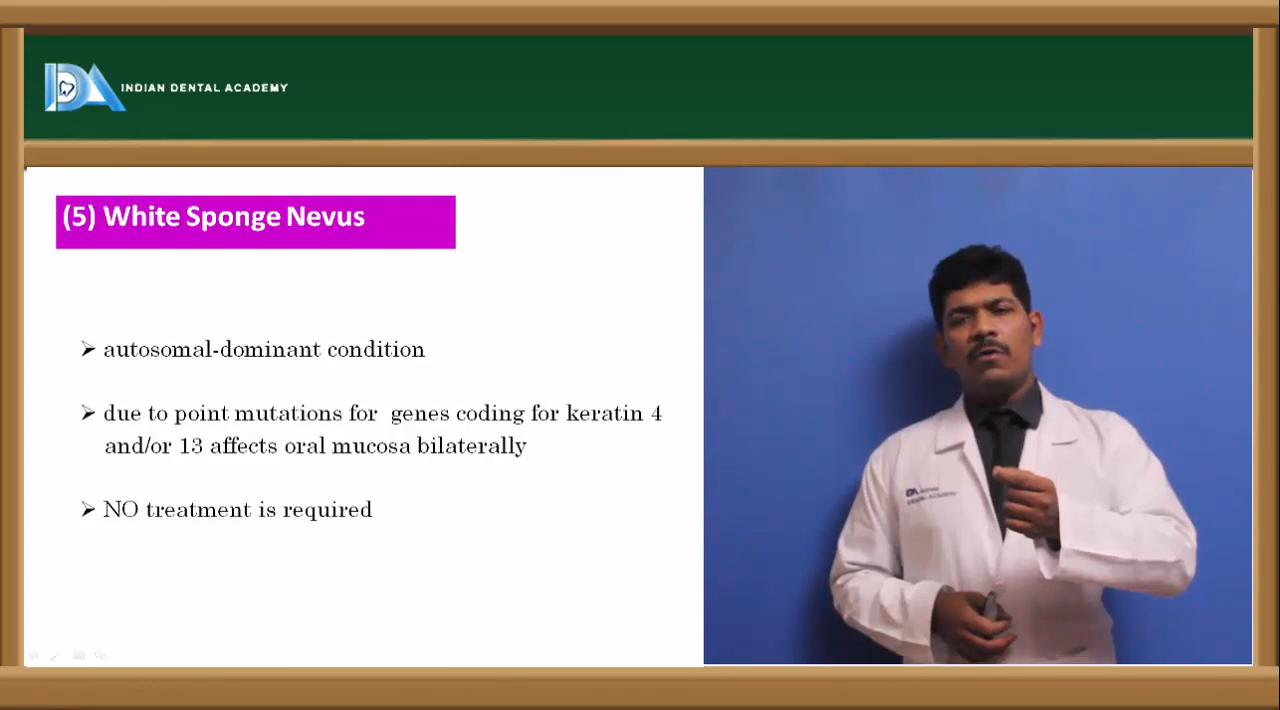 INDIAN DENTAL ACADEMY
(5) White Sponge Nevus
➢ autosomal-dominant condition
➢ due to point mutations for genes coding for keratin 4
and/or 13 affects oral mucosa bilaterally
➢ NO treatment is required